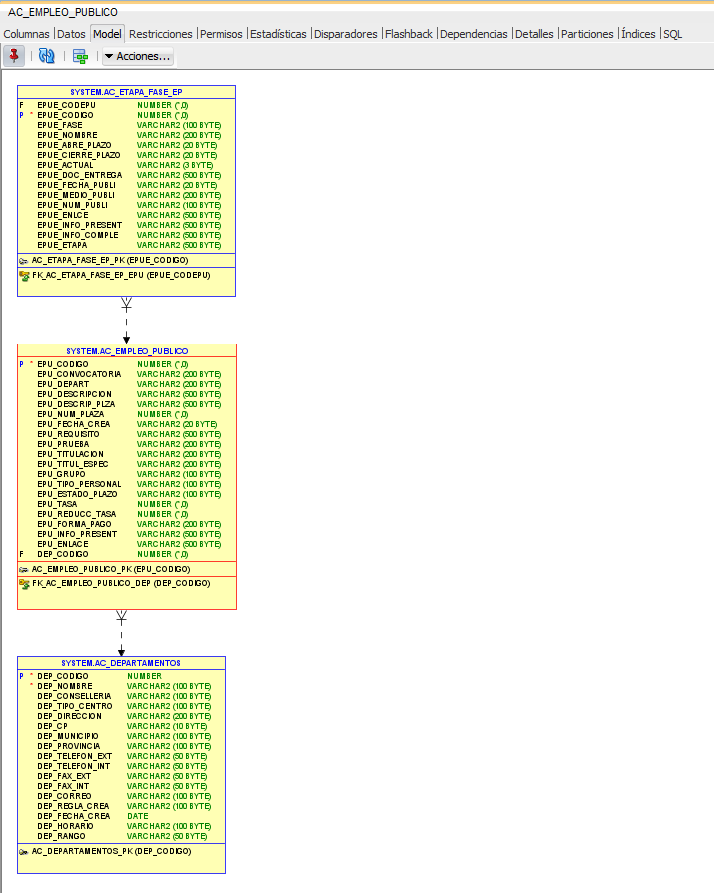 AC_EMPLEO_PUBLICO
Columnas Datos Model Restricciones Permisos Estadísticas Disparadores Flashback Dependencias Detalles Particiones Índices SQL
Acciones...
SYSTEM.AC_ETAPA_FASE_EP
F EPUE_CODEPU NUMBER (*,0)
P * EPUE_CODIGO NUMBER (*,0)
EPUE_FASE VARCHAR2 (100 BYTE)
EPUE_NOMBRE VARCHAR2 (200 BYTE)
EPUE_ABRE_PLAZO VARCHAR2 (20 BYTE)
EPUE_CIERRE_PLAZO VARCHAR2 (20 BYTE)
EPUE_ACTUAL VARCHAR2 (3 BYTE)
EPUE_DOC_ENTREGA VARCHAR2 (500 BYTE)
EPUE_FECHA_PUBLI VARCHAR2 (20 BYTE)
EPUE_MEDIO_PUBLI VARCHAR2 (200 BYTE)
EPUE_NUM_PUBLI VARCHAR2 (100 BYTE)
EPUE_ENLCE VARCHAR2 (500 BYTE)
EPUE_INFO_PRESENT VARCHAR2 (500 BYTE)
EPUE_INFO_COMPLE VARCHAR2 (500 BYTE)
EPUE_ETAPA VARCHAR2 (500 BYTE)
AC_ETAPA_FASE_EP_PK (EPUE_CODIGO)
FK_AC_ETAPA_FASE_EP_EPU (EPUE_CODEPU)
SYSTEM.AC_EMPLEO_PUBLICO
P * EPU_CODIGO NUMBER (*,0)
EPU_CONVOCATORIA VARCHAR2 (200 BYTE)
EPU_DEPART VARCHAR2 (200 BYTE)
EPU_DESCRIPCION VARCHAR2 (500 BYTE)
EPU_DESCRIP_PLZA VARCHAR2 (500 BYTE)
EPU_NUM_PLAZA NUMBER (*,0)
EPU_FECHA_CREA VARCHAR2 (20 BYTE)
EPU_REQUISITO VARCHAR2 (500 BYTE)
EPU_PRUEBA VARCHAR2 (200 BYTE)
EPU_TITULACION VARCHAR2 (200 BYTE)
EPU_TITUL_ESPEC VARCHAR2 (200 BYTE)
EPU_GRUPO VARCHAR2 (100 BYTE)
EPU_TIPO_PERSONAL VARCHAR2 (100 BYTE)
EPU_ESTADO_PLAZO VARCHAR2 (100 BYTE)
EPU_TASA NUMBER (*,0)
EPU_REDUCC_TASA NUMBER (*,0)
EPU_FORMA_PAGO VARCHAR2 (200 BYTE)
EPU_INFO_PRESENT VARCHAR2 (500 BYTE)
EPU_ENLACE VARCHAR2 (500 BYTE)
F DEP_CODIGO NUMBER (*,0)
AC_EMPLEO_PUBLICO_PK (EPU_CODIGO)
FK_AC_EMPLEO_PUBLICO_DEP (DEP_CODIGO)
SYSTEM.AC_DEPARTAMENTOS
P * DEP_CODIGO NUMBER
* DEP_NOMBRE VARCHAR2 (100 BYTE)
DEP_CONSELLERIA VARCHAR2 (100 BYTE)
DEP_TIPO_CENTRO VARCHAR2 (100 BYTE)
DEP_DIRECCION VARCHAR2 (200 BYTE)
DEP_CP VARCHAR2 (10 BYTE)
DEP_MUNICIPIO VARCHAR2 (100 BYTE)
DEP_PROVINCIA VARCHAR2 (100 BYTE)
DEP_TELEFON_EXT VARCHAR2 (50 BYTE)
DEP_TELEFON_INT VARCHAR2 (50 BYTE)
DEP_FAX_EXT VARCHAR2 (50 BYTE)
DEP_FAX_INT VARCHAR2 (50 BYTE)
DEP_CORREO VARCHAR2 (100 BYTE)
DEP_REGLA_CREA VARCHAR2 (100 BYTE)
DEP_FECHA_CREA DATE
DEP_HORARIO VARCHAR2 (100 BYTE)
DEP_RANGO VARCHAR2 (50 BYTE)
AC_DEPARTAMENTOS_PK (DEP_CODIGO)